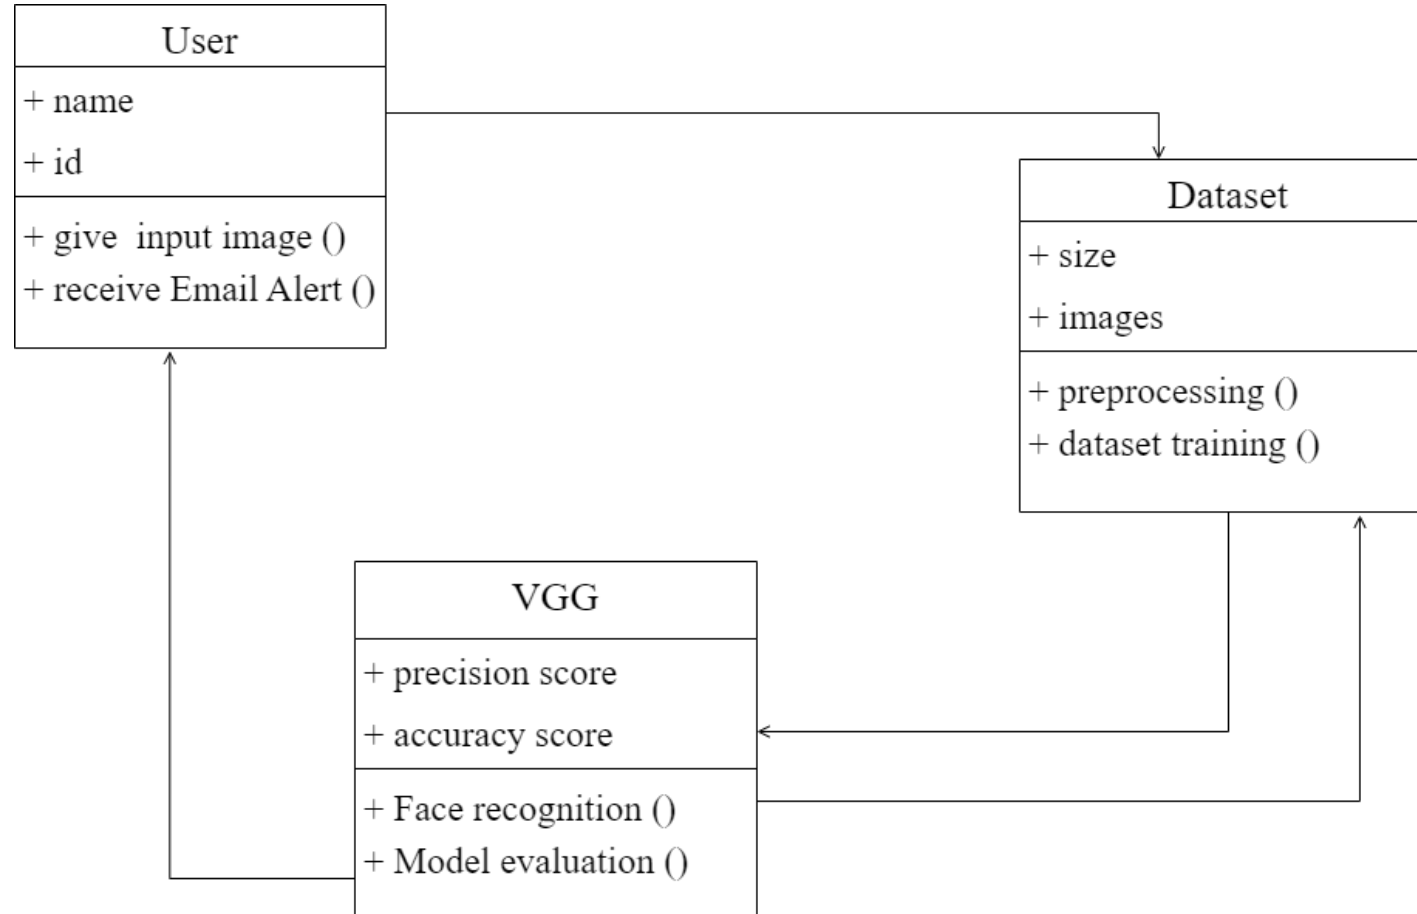 User
+ name
+ id
+ give  input image ()
+ receive Email Alert ()
Dataset
+ size
+ images
+ preprocessing ()
+ dataset training ()
VGG
+ precision score
+ accuracy score
+ Face recognition ()
+ Model evaluation ()